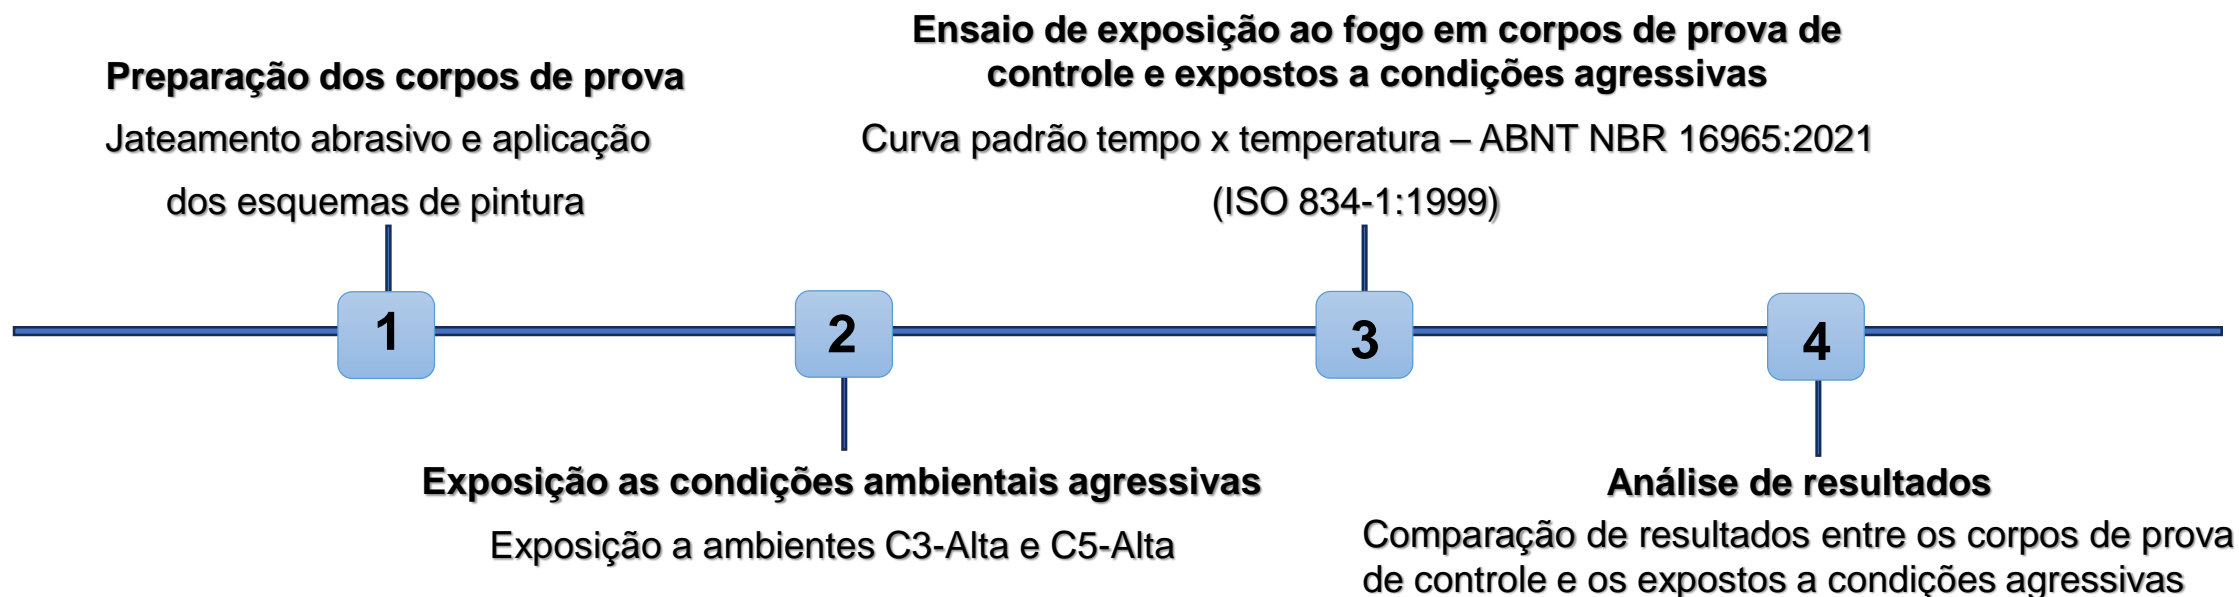 Preparação dos corpos de prova
Jateamento abrasivo e aplicação
dos esquemas de pintura
Ensaio de exposição ao fogo em corpos de prova de
controle e expostos a condições agressivas
Curva padrão tempo x temperatura – ABNT NBR 16965:2021
(ISO 834-1:1999)
1
2
3
4
Exposição as condições ambientais agressivas
Exposição a ambientes C3-Alta e C5-Alta
Análise de resultados
Comparação de resultados entre os corpos de prova
de controle e os expostos a condições agressivas